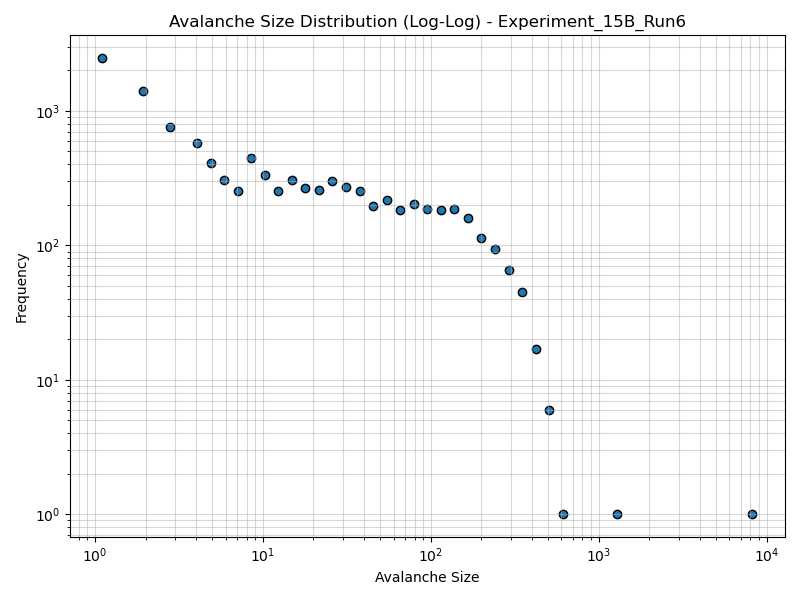 Avalanche Size Distribution (Log-Log) - Experiment_15B_Run6
Frequency
10³
10²
10¹
10⁰
10⁰ 10¹ 10² 10³ 10⁴
Avalanche Size